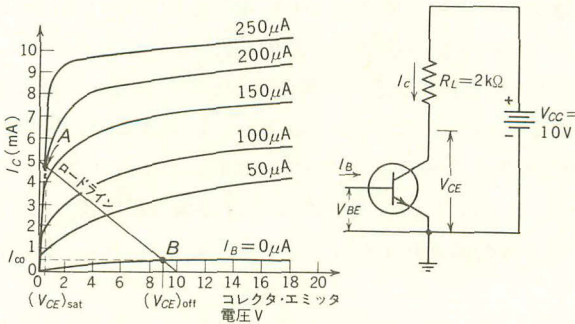 250μA
200μA
150μA
100μA
50μA
I_B=0μA
I_C(mA)
10
9
8
7
6
5
4
3
2
1
0
A
ロードライン
B
I_co
0 2 4 6 8 10 12 14 16 18 20
(V_CE)sat
(V_CE)off
コレクタ・エミッタ
電圧V
I_c
R_L=2kΩ
V_CC=
10V
+
-
I_B
V_BE
V_CE